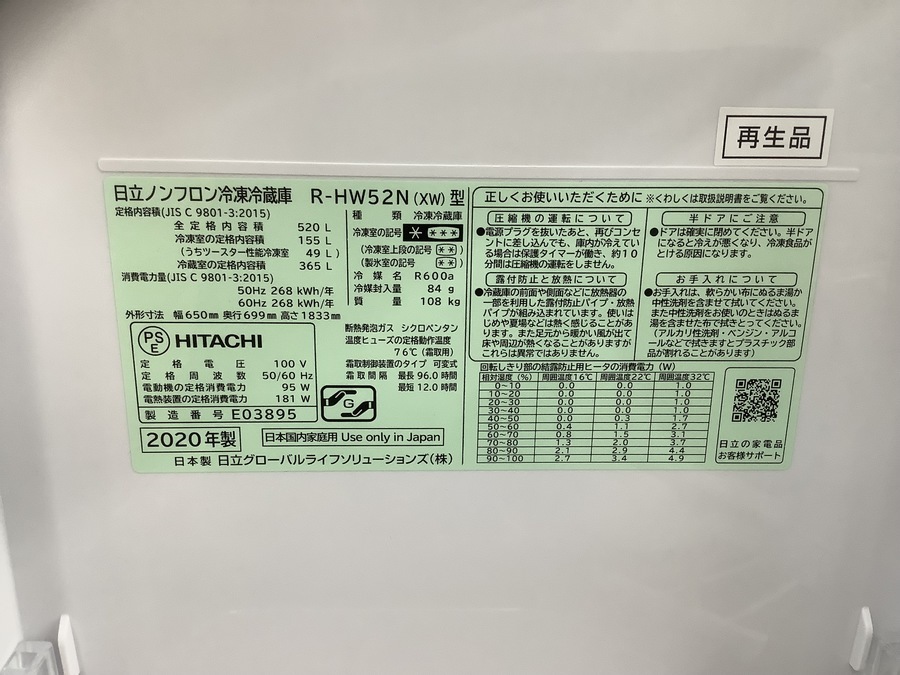 再生品
日立ノンフロン冷凍冷蔵庫 R-HW52N (XW) 型
定格内容積(JIS C 9801-3:2015)
全定格内容積 520 L
冷凍室の定格内容積 155 L
(うちツースター性能冷凍室 49 L)
冷蔵室の定格内容積 365 L
消費電力量(JIS C 9801-3:2015)
50Hz 268 kWh/年
60Hz 268 kWh/年
外形寸法 幅 650㎜ 奥行 699㎜ 高さ 1833㎜
種類 冷凍冷蔵庫
冷凍室の記号 * ***
(冷凍室上段の記号 **)
(製氷室の記号 **)
冷媒名 R600a
冷媒封入量 84 g
質量 108 kg
PS
E
HITACHI
定格電圧 100 V
定格周波数 50/60 Hz
電動機の定格消費電力 95 W
電熱装置の定格消費電力 181 W
製造番号 E03895
断熱発泡ガス シクロペンタン
温度ヒューズの定格動作温度
76℃ (霜取用)
霜取制御装置のタイプ 可変式
霜取間隔 最長 96.0 時間
最短 12.0 時間
G
2020年製
日本国内家庭用 Use only in Japan
日本製 日立グローバルライフソリューションズ(株)
正しくお使いいただくために ※くわしくは取扱説明書をご覧ください。
圧縮機の運転について
●電源プラグを抜いたあと、再びコンセ
ントに差し込んでも、庫内が冷えてい
る場合は保護タイマーが働き、約10
分間は圧縮機の運転をしません。
半ドアにご注意
●ドアは確実に閉めてください。半ドア
になると冷えが悪くなり、冷凍食品が
とける原因になります。
露付防止と放熱について
●冷蔵庫の前面や側面などに放熱器の
一部を利用した露付防止パイプ・放熱
パイプが組み込まれています。使いは
じめや夏場などは熱く感じることがあ
ります。また足元から暖かい風が出て
床や周辺が熱くなることがありますが
これらは異常ではありません。
お手入れについて
●お手入れは、軟らかい布にぬるま湯か
中性洗剤を含ませて拭いてください。
また中性洗剤をお使いのときはぬるま
湯を含ませた布で拭きとってください。
(アルカリ性洗剤・ベンジン・アルコ
ールなどで拭きますとプラスチック部
品が割れることがあります)
回転しきり部の結露防止用ヒータの消費電力 (W)
相対湿度(%) 周囲温度16℃ 周囲温度22℃ 周囲温度32℃
0~10 0.0 0.0 1.0
10~20 0.0 0.0 1.0
20~30 0.0 0.0 1.0
30~40 0.0 0.0 1.0
40~50 0.0 0.3 1.7
50~60 0.4 1.1 2.7
60~70 0.8 1.5 3.1
70~80 1.3 2.0 3.7
80~90 2.1 2.9 4.4
90~100 2.7 3.4 4.9
日立の家電品
お客様サポート